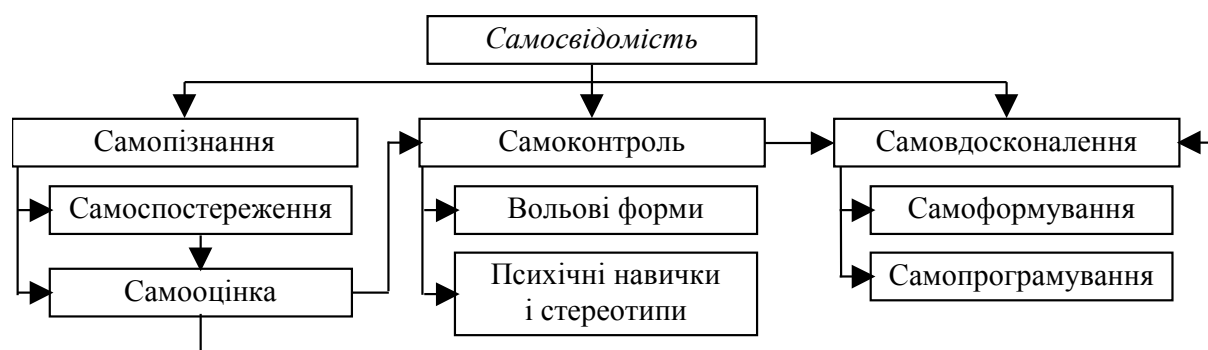 Самосвідомість
Самопізнання
Самоспостереження
Самооцінка
Самоконтроль
Вольові форми
Психічні навички
і стереотипи
Самовдосконалення
Самоформування
Самопрограмування